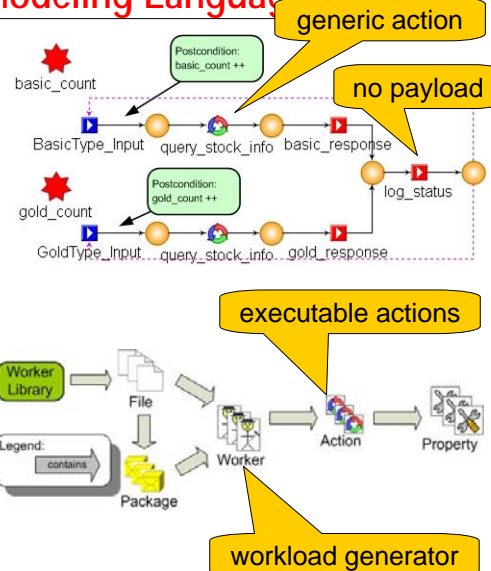 Modeling Language
generic action
Postcondition:
basic_count ++
basic_count
no payload
BasicType_Input
query_stock_info
basic_response
log_status
Postcondition:
gold_count ++
gold_count
GoldType_Input
query_stock_info
gold_response
executable actions
Worker
Library
File
Legend:
contains
Package
Worker
Action
Property
workload generator